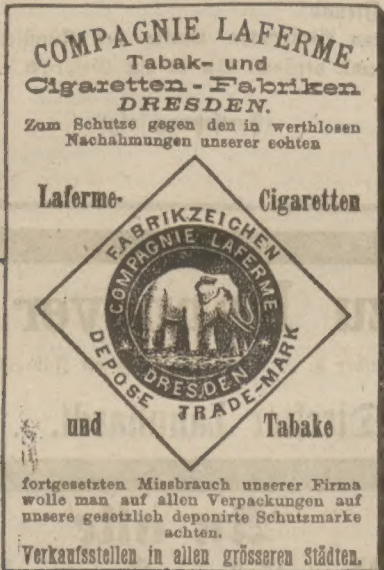 COMPAGNIE LAFERME
Tabak- und
Cigaretten-Fabriken
DRESDEN.
Zum Schutze gegen den in werthlosen
Nachahmungen unserer echten
Laferme- Cigaretten
FABRIKZEICHEN
COMPAGNIE LAFERME
DRESDEN
DEPOSE TRADE-MARK
und Tabake
fortgesetzten Missbrauch unserer Firma
wolle man auf allen Verpackungen auf
unsere gesetzlich deponirte Schutzmarke
achten.
Verkaufsstellen in allen grösseren Städten.